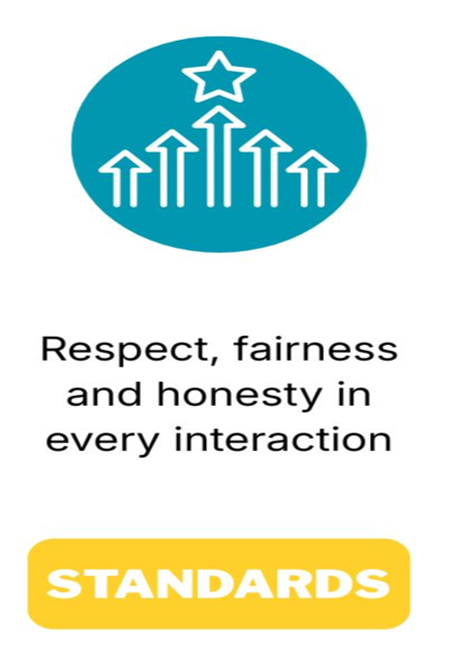 Respect, fairness
and honesty in
every interaction
STANDARDS